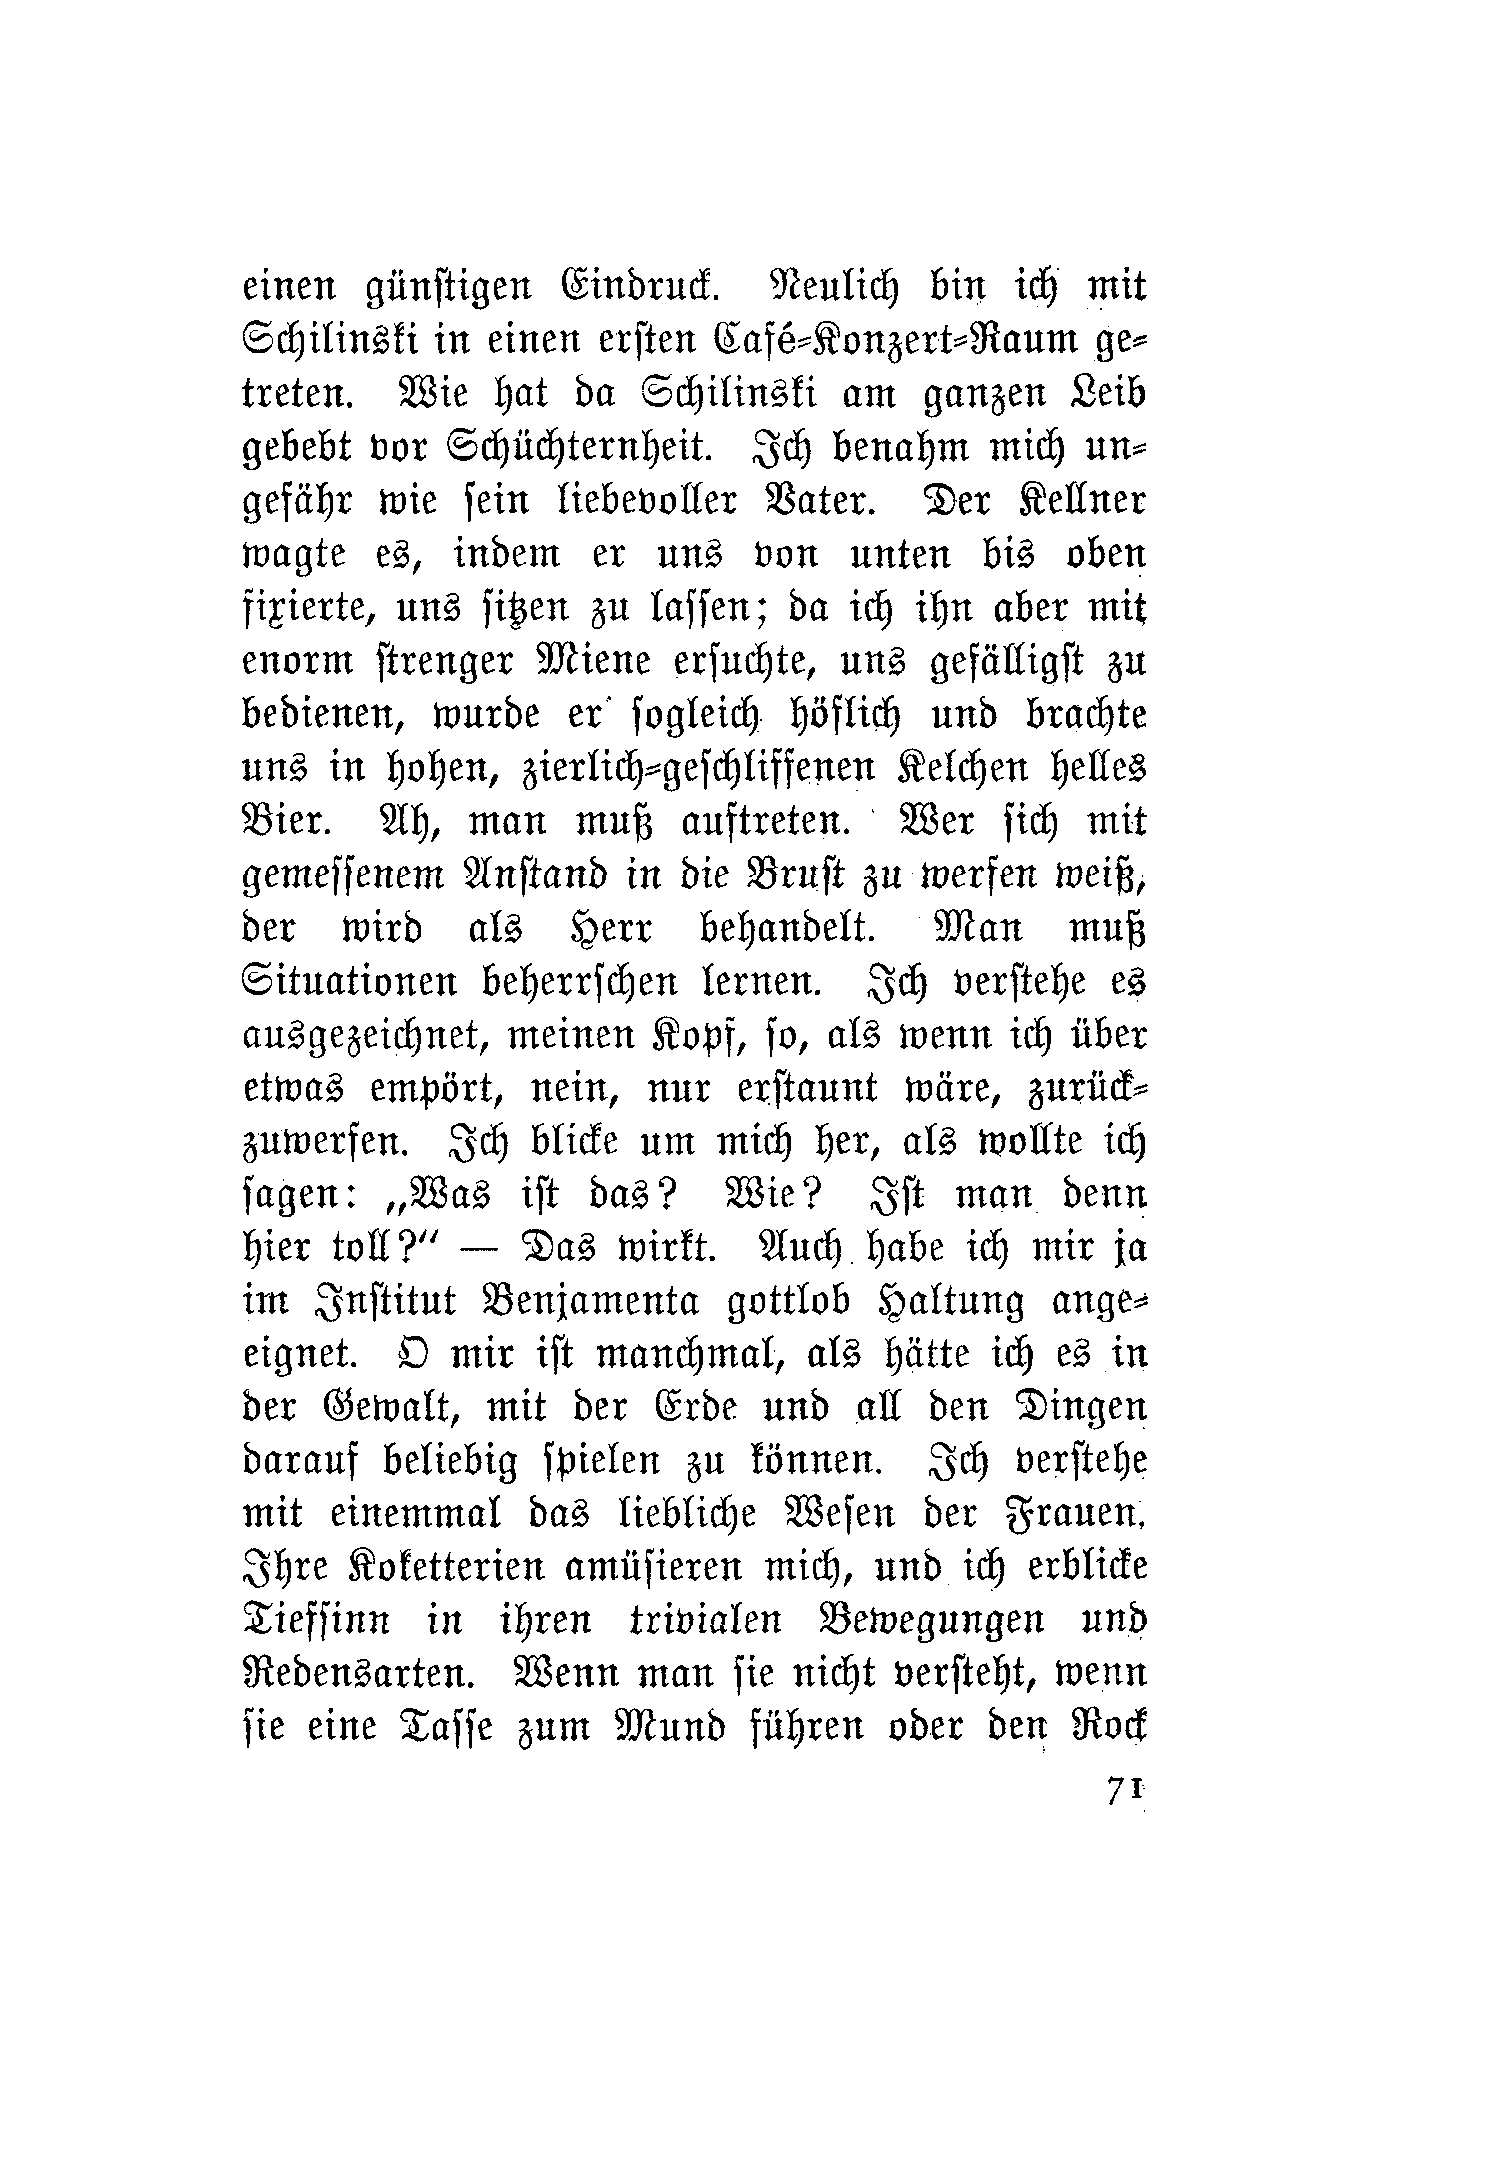 einen günſtigen Eindruck. Neulich bin ich mit
Schilinski in einen erſten Café-Konzert-Raum ge-
treten. Wie hat da Schilinski am ganzen Leib
gebebt vor Schüchternheit. Ich benahm mich un-
gefähr wie ſein liebevoller Vater. Der Kellner
wagte es, indem er uns von unten bis oben
fixierte, uns ſitzen zu laſſen; da ich ihn aber mit
enorm ſtrenger Miene erſuchte, uns gefälligſt zu
bedienen, wurde er ſogleich höflich und brachte
uns in hohen, zierlich-geſchliffenen Kelchen helles
Bier. Ah, man muß auftreten. Wer ſich mit
gemeſſenem Anſtand in die Bruſt zu werfen weiß,
der wird als Herr behandelt. Man muß
Situationen beherrſchen lernen. Ich verſtehe es
ausgezeichnet, meinen Kopf, ſo, als wenn ich über
etwas empört, nein, nur erſtaunt wäre, zurück-
zuwerfen. Ich blicke um mich her, als wollte ich
ſagen: „Was iſt das? Wie? Iſt man denn
hier toll?“ — Das wirkt. Auch habe ich mir ja
im Inſtitut Benjamenta gottlob Haltung ange-
eignet. O mir iſt manchmal, als hätte ich es in
der Gewalt, mit der Erde und all den Dingen
darauf beliebig ſpielen zu können. Ich verſtehe
mit einemmal das liebliche Weſen der Frauen.
Ihre Koketterien amüſieren mich, und ich erblicke
Tiefſinn in ihren trivialen Bewegungen und
Redensarten. Wenn man ſie nicht verſteht, wenn
ſie eine Taſſe zum Mund führen oder den Rock
71